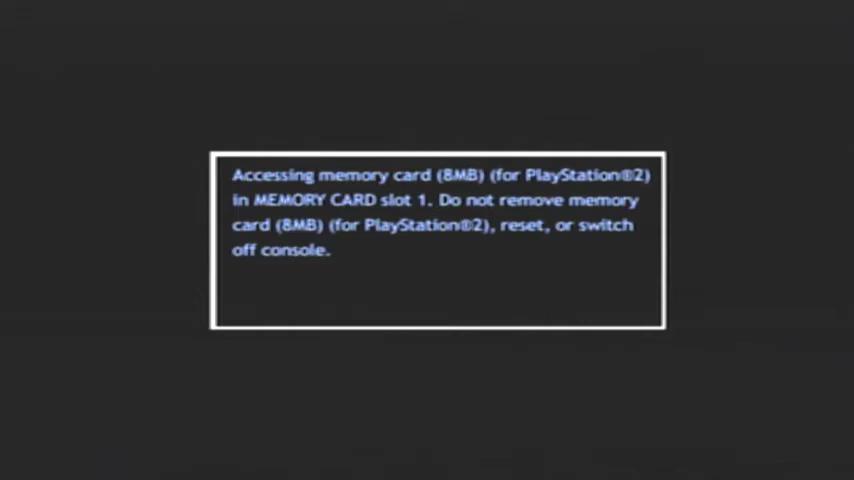 Accessing memory card (8MB) (for PlayStation®2)
in MEMORY CARD slot 1. Do not remove memory
card (8MB) (for PlayStation®2), reset, or switch
off console.